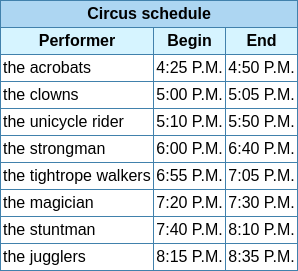 Circus schedule
Performer Begin End
the acrobats 4:25 P.M. 4:50 P.M.
the clowns 5:00 P.M. 5:05 P.M.
the unicycle rider 5:10 P.M. 5:50 P.M.
the strongman 6:00 P.M. 6:40 P.M.
the tightrope walkers 6:55 P.M. 7:05 P.M.
the magician 7:20 P.M. 7:30 P.M.
the stuntman 7:40 P.M. 8:10 P.M.
the jugglers 8:15 P.M. 8:35 P.M.